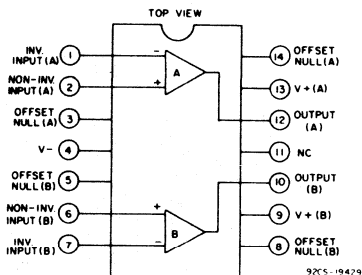 TOP VIEW
INV.
INPUT(A)
1
NON-INV.
INPUT(A)
2
OFFSET
NULL(A)
3
V-
4
OFFSET
NULL(B)
5
NON-INV.
INPUT(B)
6
INV.
INPUT(B)
7
-
+
A
+
-
B
14
OFFSET
NULL(A)
13
V+(A)
12
OUTPUT
(A)
11
NC
10
OUTPUT
(B)
9
V+(B)
8
OFFSET
NULL(B)
92CS-19429